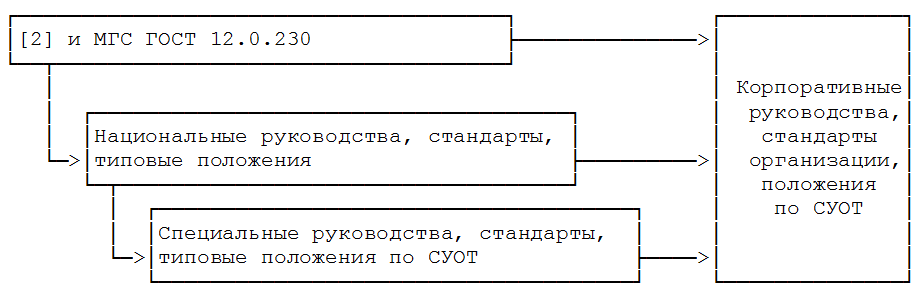 [2] и МГС ГОСТ 12.0.230
Национальные руководства, стандарты,
типовые положения
Специальные руководства, стандарты,
типовые положения по СУОТ
Корпоративные
руководства,
стандарты
организации,
положения
по СУОТ